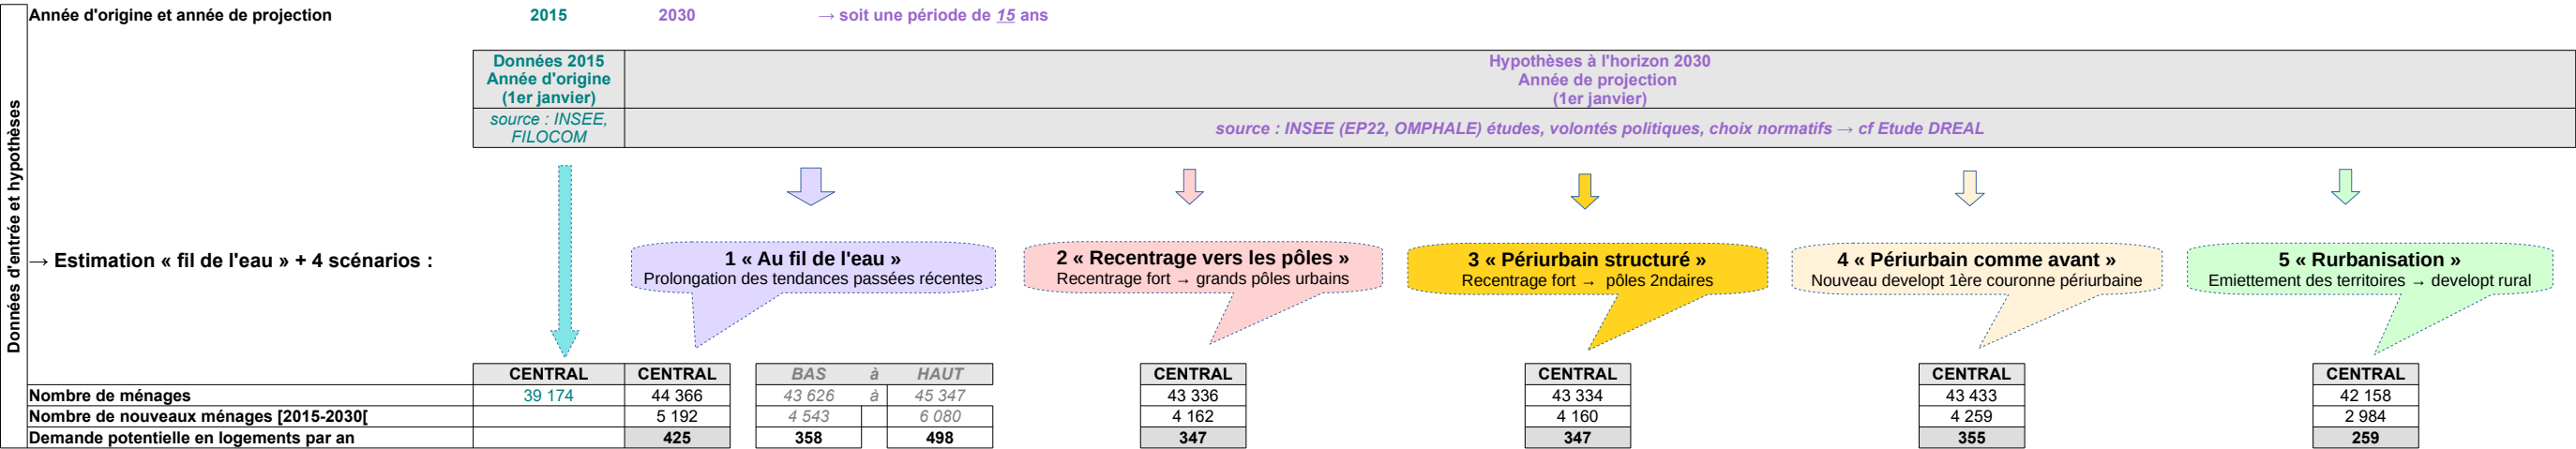 Année d'origine et année de projection 2015 2030 → soit une période de 15 ans
Données d'entrée et hypothèses
Données 2015
Année d'origine
(1er janvier)
source : INSEE,
FILOCOM
Hypothèses à l'horizon 2030
Année de projection
(1er janvier)
source : INSEE (EP22, OMPHALE) études, volontés politiques, choix normatifs → cf Etude DREAL
→ Estimation « fil de l'eau » + 4 scénarios :
1 « Au fil de l'eau »
Prolongation des tendances passées récentes
2 « Recentrage vers les pôles »
Recentrage fort → grands pôles urbains
3 « Périurbain structuré »
Recentrage fort → pôles 2ndaires
4 « Périurbain comme avant »
Nouveau developt 1ère couronne périurbaine
5 « Rurbanisation »
Emiettement des territoires → developt rural
CENTRAL CENTRAL BAS à HAUT CENTRAL CENTRAL CENTRAL CENTRAL
Nombre de ménages 39 174 44 366 43 626 à 45 347 43 336 43 334 43 433 42 158
Nombre de nouveaux ménages [2015-2030[ 5 192 4 543 6 080 4 162 4 160 4 259 2 984
Demande potentielle en logements par an 425 358 498 347 347 355 259